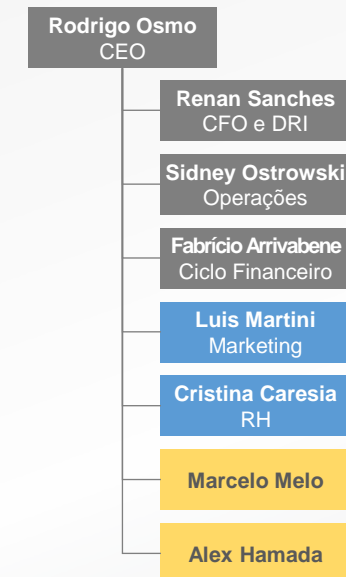 Rodrigo Osmo
CEO
Renan Sanches
CFO e DRI
Sidney Ostrowski
Operações
Fabrício Arrivabene
Ciclo Financeiro
Luis Martini
Marketing
Cristina Caresia
RH
Marcelo Melo
Alex Hamada